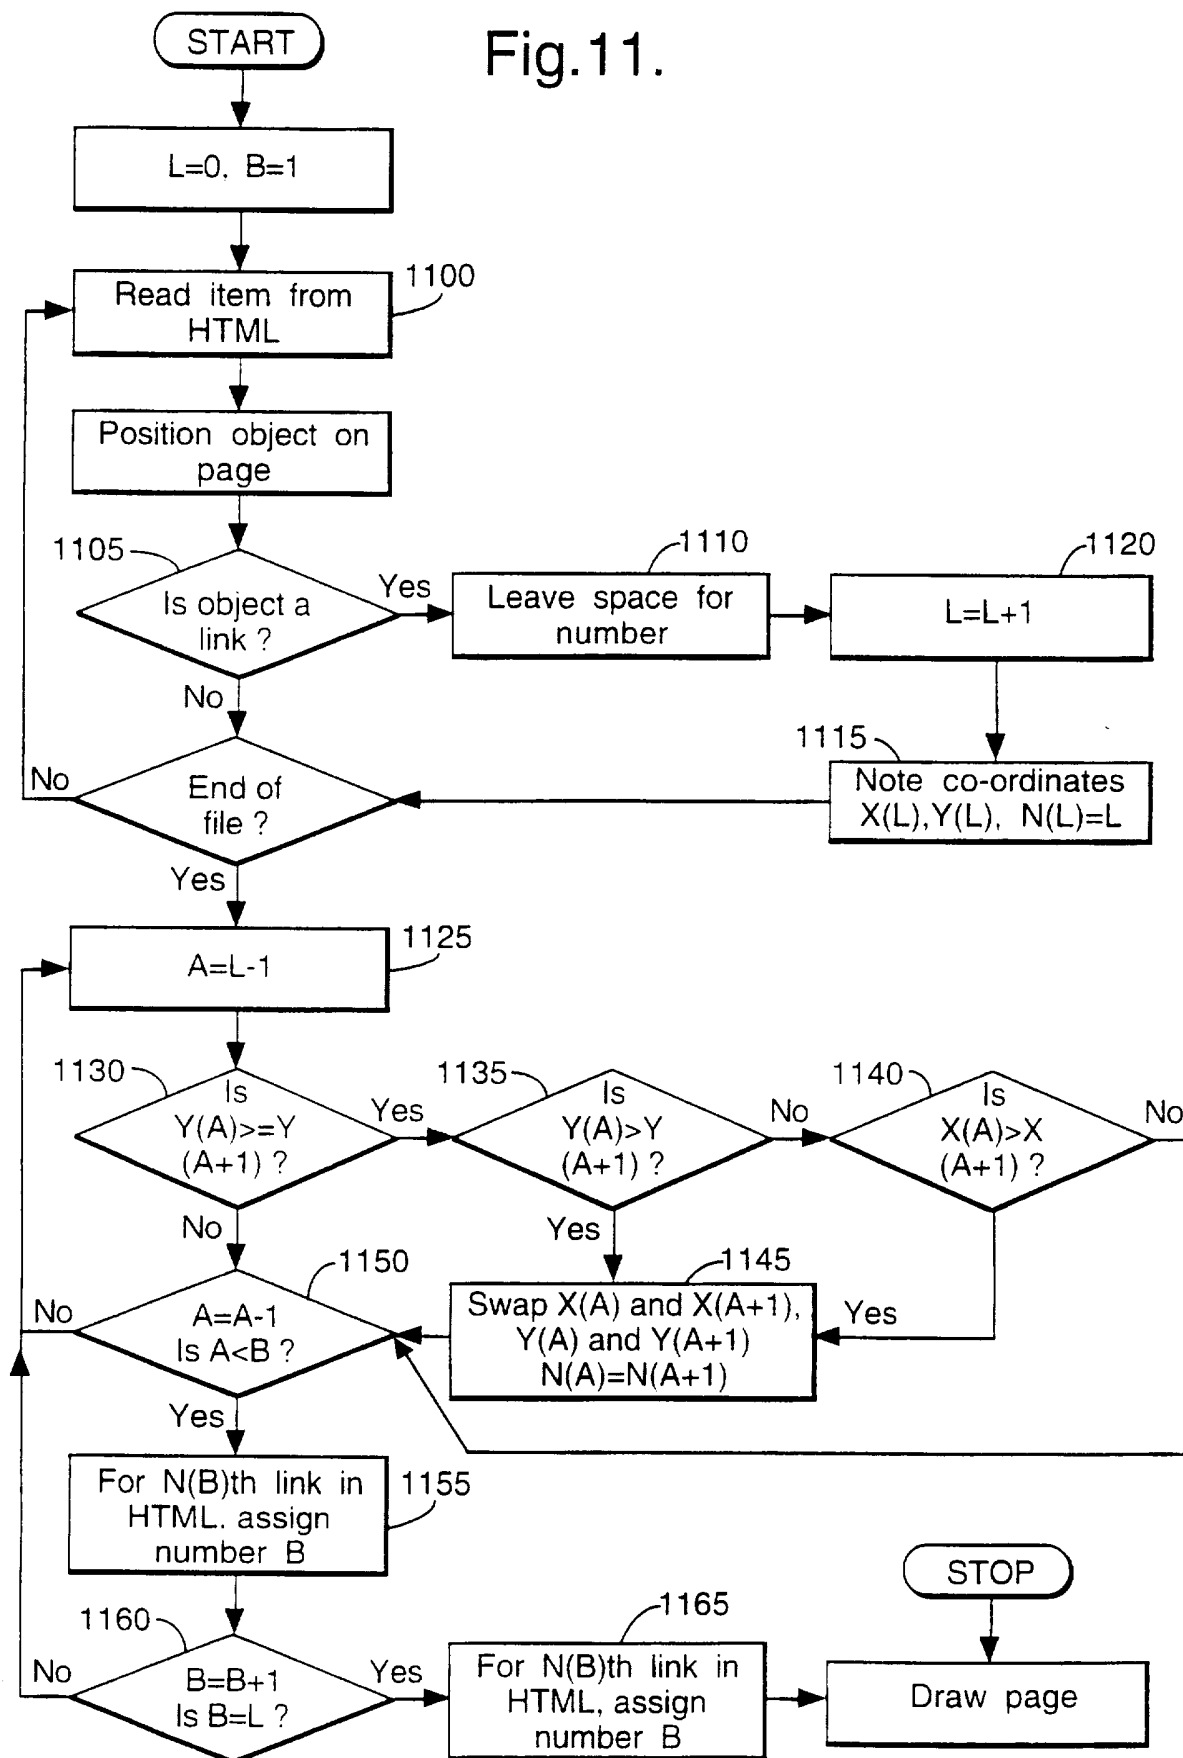 START
Fig.11.
L=0. B=1
1100
Read item from
HTML
Position object on
page
1105
Is object a
link ?
Yes
No
1110
Leave space for
number
1120
L=L+1
1115
Note co-ordinates
X(L),Y(L), N(L)=L
End of
file ?
No
Yes
1125
A=L-1
1130
Is
Y(A)>=Y
(A+1) ?
Yes
No
1135
Is
Y(A)>Y
(A+1) ?
No
Yes
1140
Is
X(A)>X
(A+1) ?
No
Yes
1145
Swap X(A) and X(A+1),
Y(A) and Y(A+1)
N(A)=N(A+1)
1150
A=A-1
Is A<B ?
No
Yes
1155
For N(B)th link in
HTML. assign
number B
1160
B=B+1
Is B=L ?
No
Yes
1165
For N(B)th link in
HTML, assign
number B
STOP
Draw page